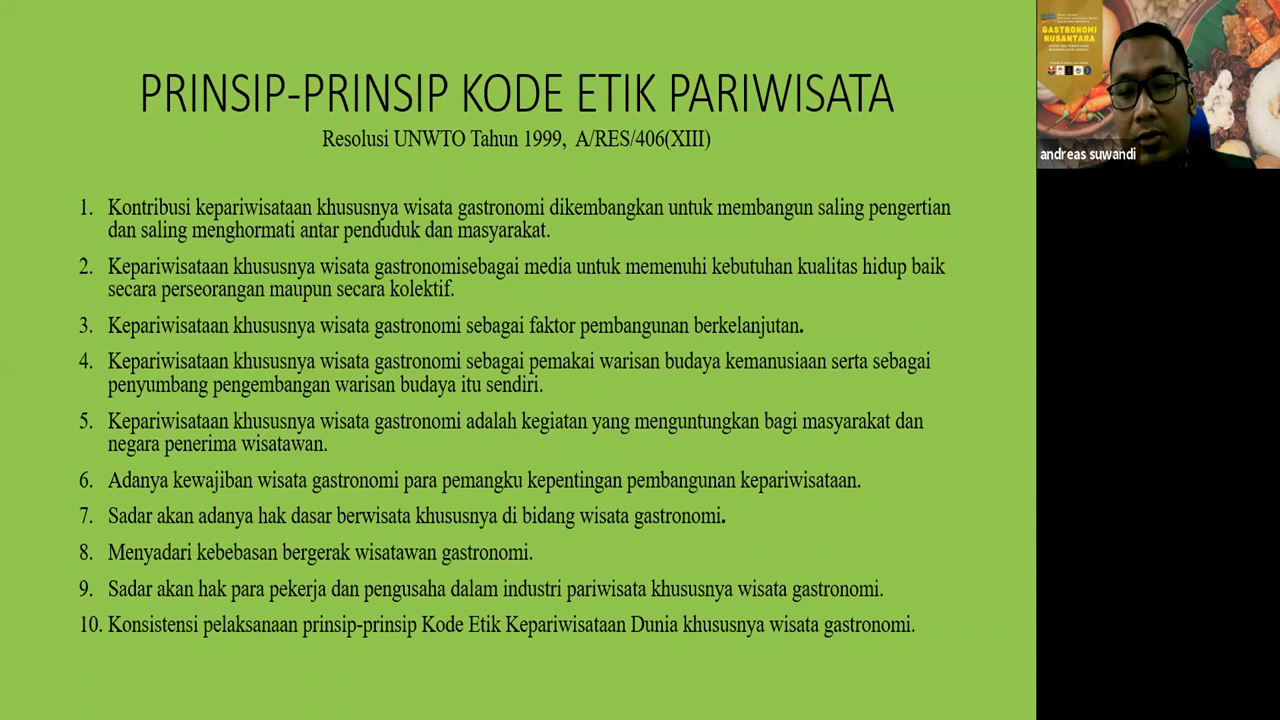 PRINSIP-PRINSIP KODE ETIK PARIWISATA
Resolusi UNWTO Tahun 1999, A/RES/406(XIII)
1. Kontribusi kepariwisataan khususnya wisata gastronomi dikembangkan untuk membangun saling pengertian
dan saling menghormati antar penduduk dan masyarakat.
2. Kepariwisataan khususnya wisata gastronomisebagai media untuk memenuhi kebutuhan kualitas hidup baik
secara perseorangan maupun secara kolektif.
3. Kepariwisataan khususnya wisata gastronomi sebagai faktor pembangunan berkelanjutan.
4. Kepariwisataan khususnya wisata gastronomi sebagai pemakai warisan budaya kemanusiaan serta sebagai
penyumbang pengembangan warisan budaya itu sendiri.
5. Kepariwisataan khususnya wisata gastronomi adalah kegiatan yang menguntungkan bagi masyarakat dan
negara penerima wisatawan.
6. Adanya kewajiban wisata gastronomi para pemangku kepentingan pembangunan kepariwisataan.
7. Sadar akan adanya hak dasar berwisata khususnya di bidang wisata gastronomi.
8. Menyadari kebebasan bergerak wisatawan gastronomi.
9. Sadar akan hak para pekerja dan pengusaha dalam industri pariwisata khususnya wisata gastronomi.
10. Konsistensi pelaksanaan prinsip-prinsip Kode Etik Kepariwisataan Dunia khususnya wisata gastronomi.
GASTRONOMI
NUSANTARA
andreas suwandi